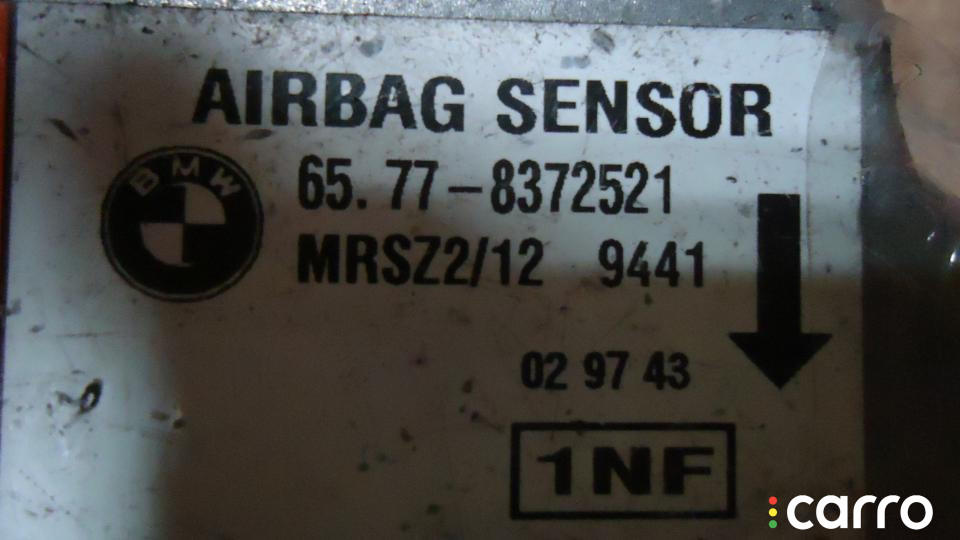 AIRBAG SENSOR
BMW
65.77-8372521
MRSZ2/12 9441
02 97 43
1NF
carro